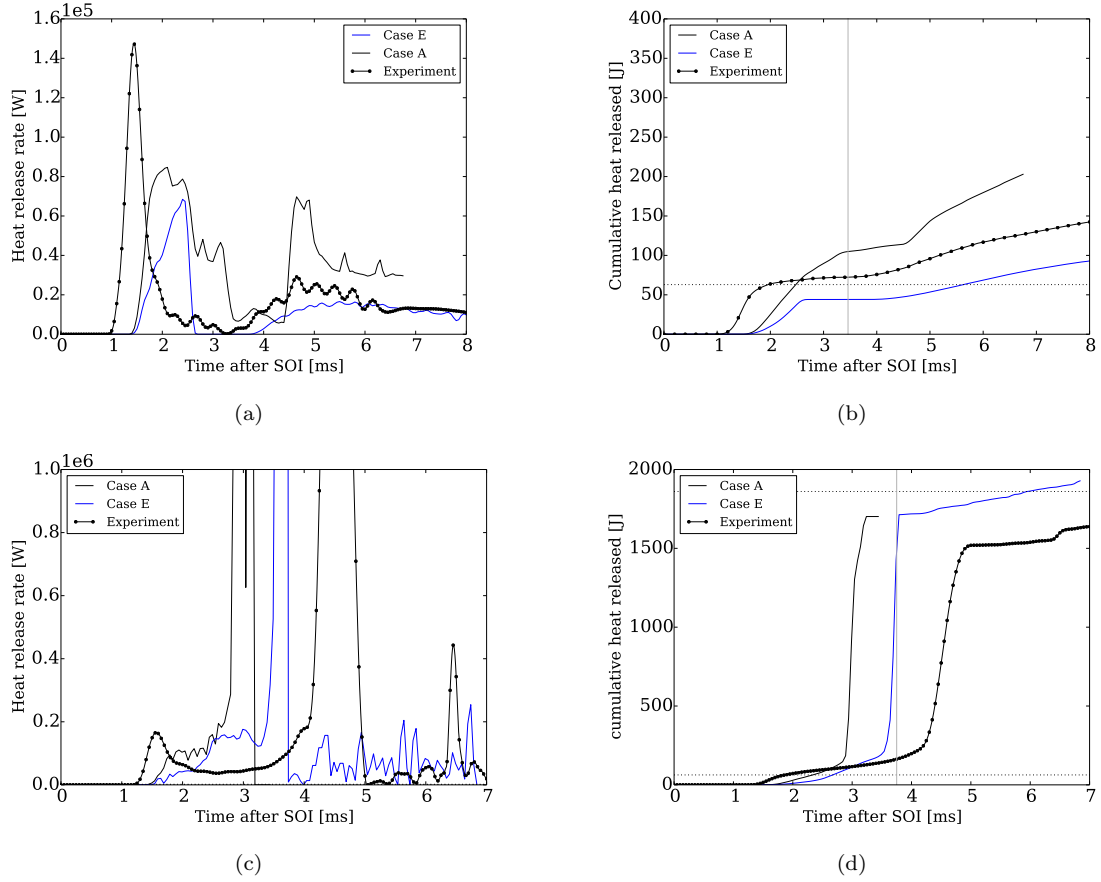 1.6 1e5
1.4
1.2
1.0
0.8
0.6
0.4
0.2
0.0
0 1 2 3 4 5 6 7 8
Heat release rate [W]
Time after SOI [ms]
Case E
Case A
Experiment
(a)
400
350
300
250
200
150
100
50
0
0 1 2 3 4 5 6 7 8
Cumulative heat released [J]
Time after SOI [ms]
Case A
Case E
Experiment
(b)
1.0 1e6
0.8
0.6
0.4
0.2
0.0
0 1 2 3 4 5 6 7
Heat release rate [W]
Time after SOI [ms]
Case A
Case E
Experiment
(c)
2000
1500
1000
500
0
0 1 2 3 4 5 6 7
cumulative heat released [J]
Time after SOI [ms]
Case A
Case E
Experiment
(d)